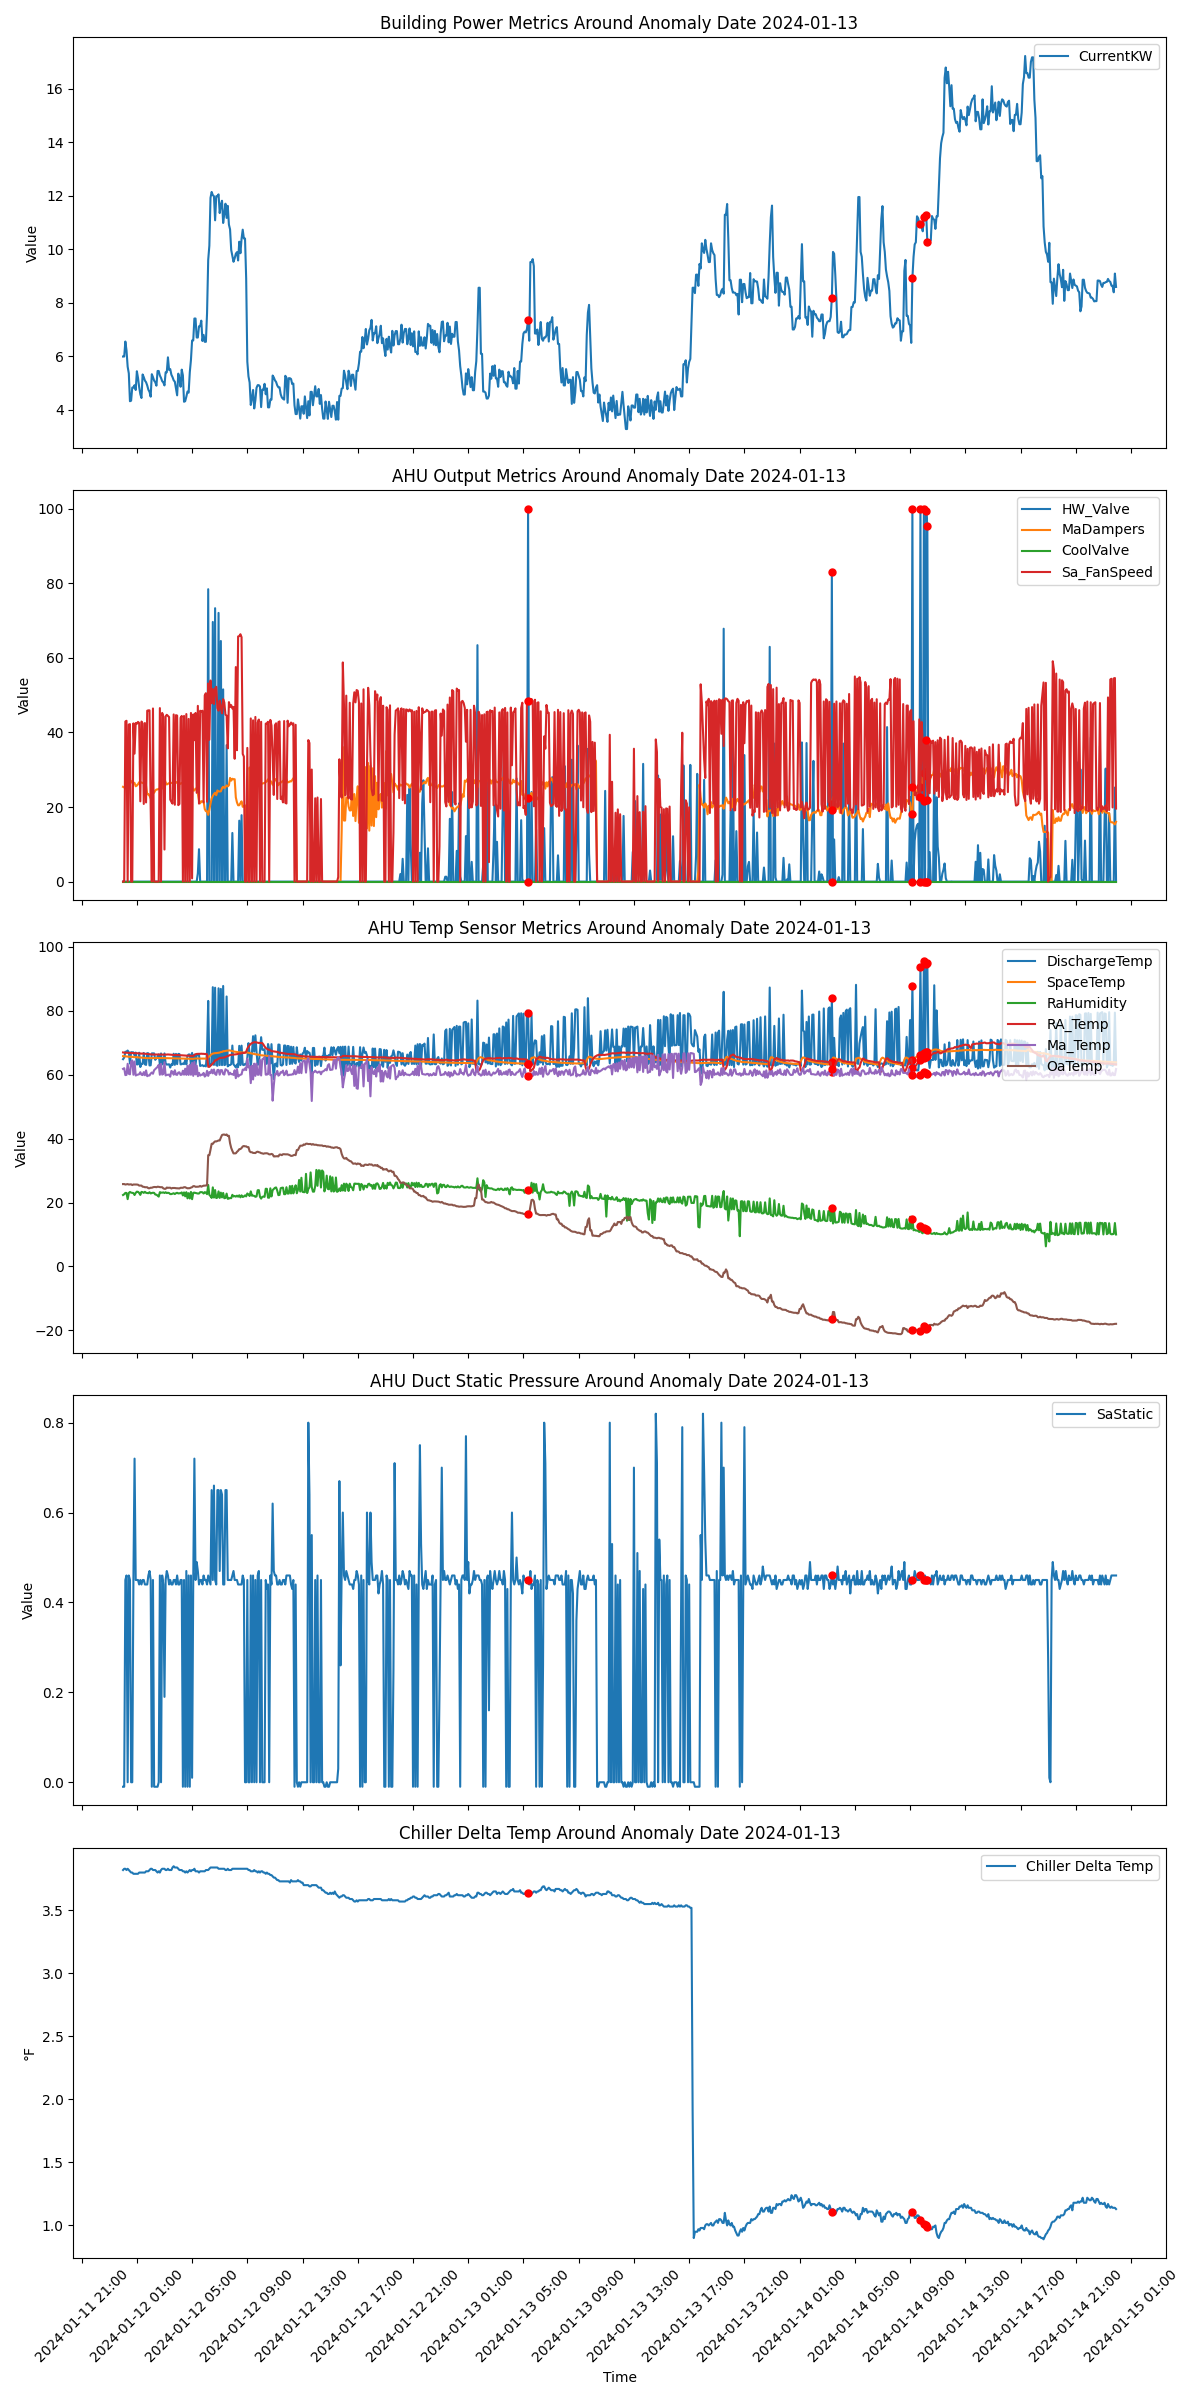 Building Power Metrics Around Anomaly Date 2024-01-13
CurrentKW
Value
16
14
12
10
8
6
4
AHU Output Metrics Around Anomaly Date 2024-01-13
HW_Valve
MaDampers
CoolValve
Sa_FanSpeed
Value
100
80
60
40
20
0
AHU Temp Sensor Metrics Around Anomaly Date 2024-01-13
DischargeTemp
SpaceTemp
RaHumidity
RA_Temp
Ma_Temp
OaTemp
Value
100
80
60
40
20
0
−20
AHU Duct Static Pressure Around Anomaly Date 2024-01-13
SaStatic
Value
0.8
0.6
0.4
0.2
0.0
Chiller Delta Temp Around Anomaly Date 2024-01-13
Chiller Delta Temp
°F
3.5
3.0
2.5
2.0
1.5
1.0
2024-01-11 21:00
2024-01-12 01:00
2024-01-12 05:00
2024-01-12 09:00
2024-01-12 13:00
2024-01-12 17:00
2024-01-12 21:00
2024-01-13 01:00
2024-01-13 05:00
2024-01-13 09:00
2024-01-13 13:00
2024-01-13 17:00
2024-01-13 21:00
2024-01-14 01:00
2024-01-14 05:00
2024-01-14 09:00
2024-01-14 13:00
2024-01-14 17:00
2024-01-14 21:00
2024-01-15 01:00
Time